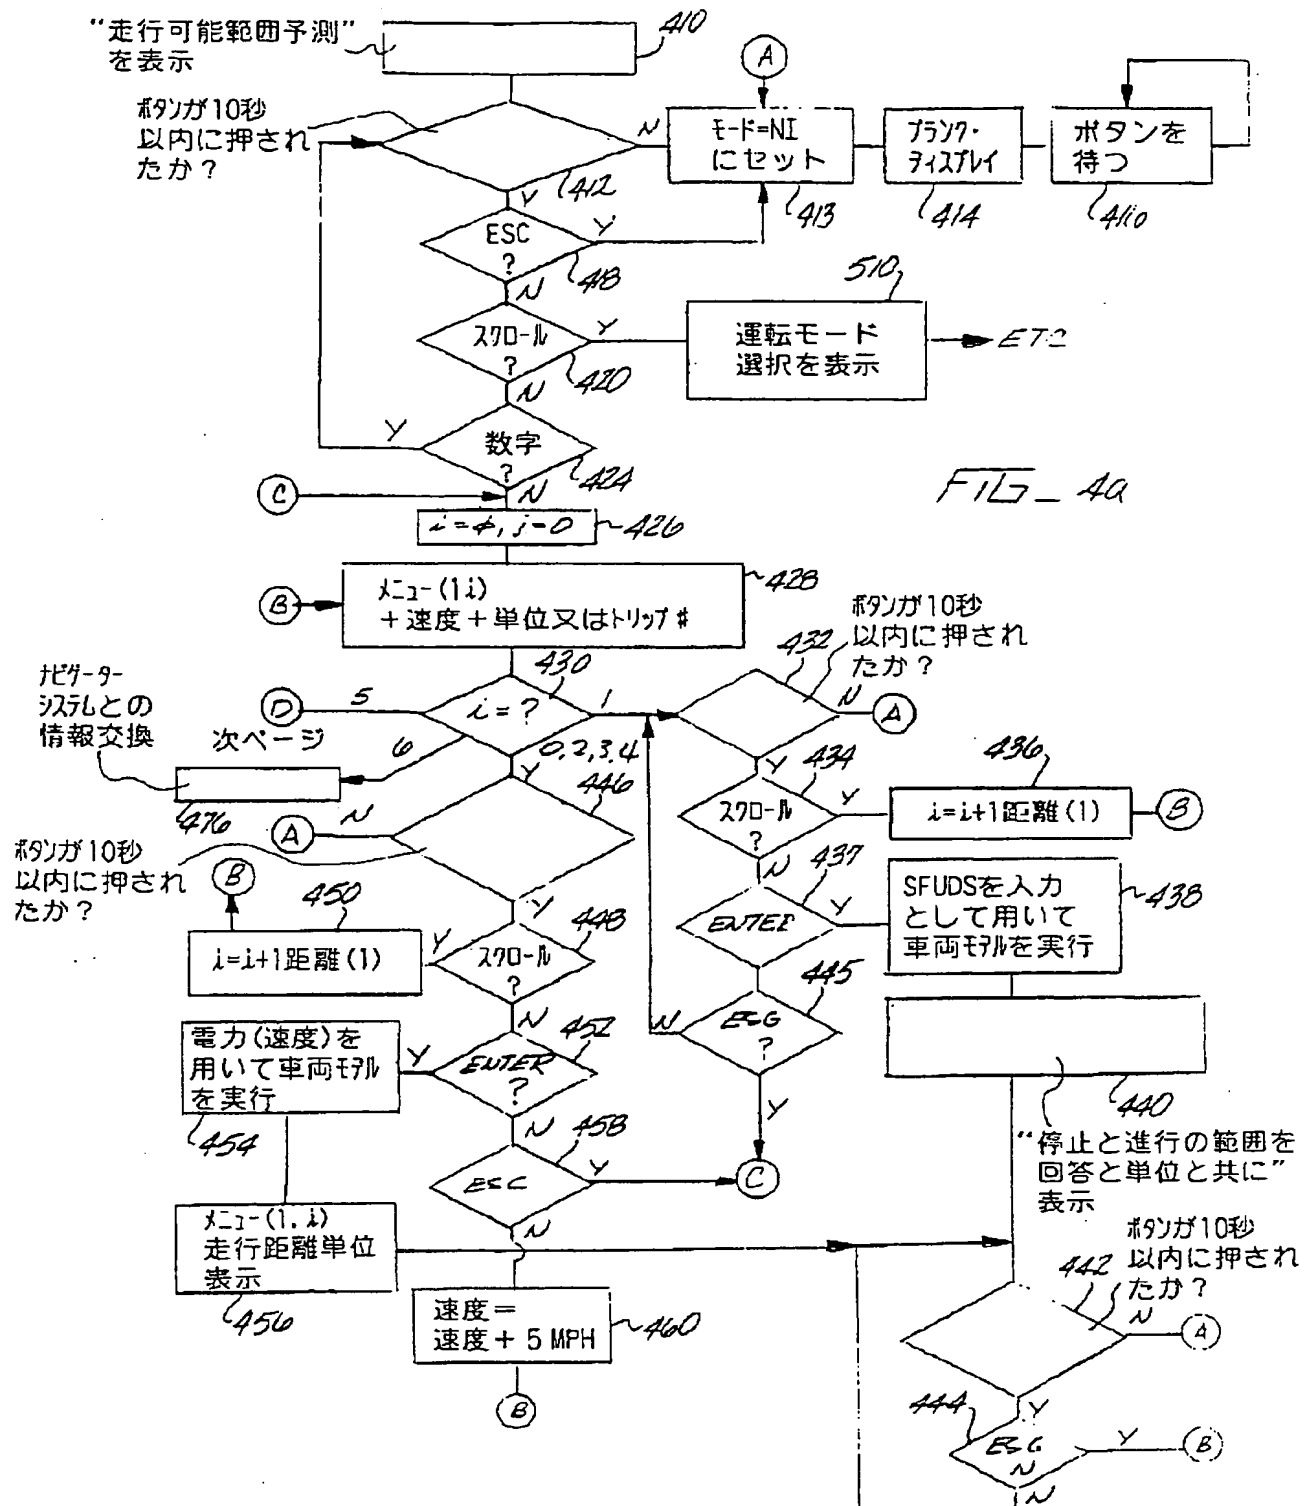 “走行可能範囲予測”
を表示
410
A
ボタンが10秒
以内に押され
たか？
N
モード=NI
にセット
ブランク・
ディスプレイ
ボタンを
待つ
412
413
414
416
Y
ESC
?
Y
418
N
510
スクロール
?
Y
運転モード
選択を表示
ETC
420
N
Y
数字
?
424
C
N
FIG_ 4a
i=φ, j=0
426
B
メニュー(1.i)
+速度+単位又はトリップ#
428
ボタンが10秒
以内に押され
たか？
432
430
ナビゲーター
システムとの
情報交換
D
5
i=?
1
N
A
次ページ
6
0,2,3,4
476
Y
446
Y
434
436
N
A
スクロール
?
Y
i=i+1距離(1)
B
ボタンが10秒
以内に押され
たか？
B
450
N
437
SFUDSを入力
として用いて
車両モデルを実行
438
Y
448
ENTER
Y
i=i+1距離(1)
Y
スクロール
?
445
N
ESC
?
N
電力(速度)を
用いて車両モデル
を実行
Y
452
ENTER
?
Y
440
454
N
458
“停止と進行の範囲を
回答と単位と共に”
表示
ESC
Y
C
メニュー(1.i)
走行距離単位
表示
N
ボタンが10秒
以内に押され
たか？
442
456
速度=
速度+5 MPH
460
N
A
B
444
Y
ESC
N
Y
B
N